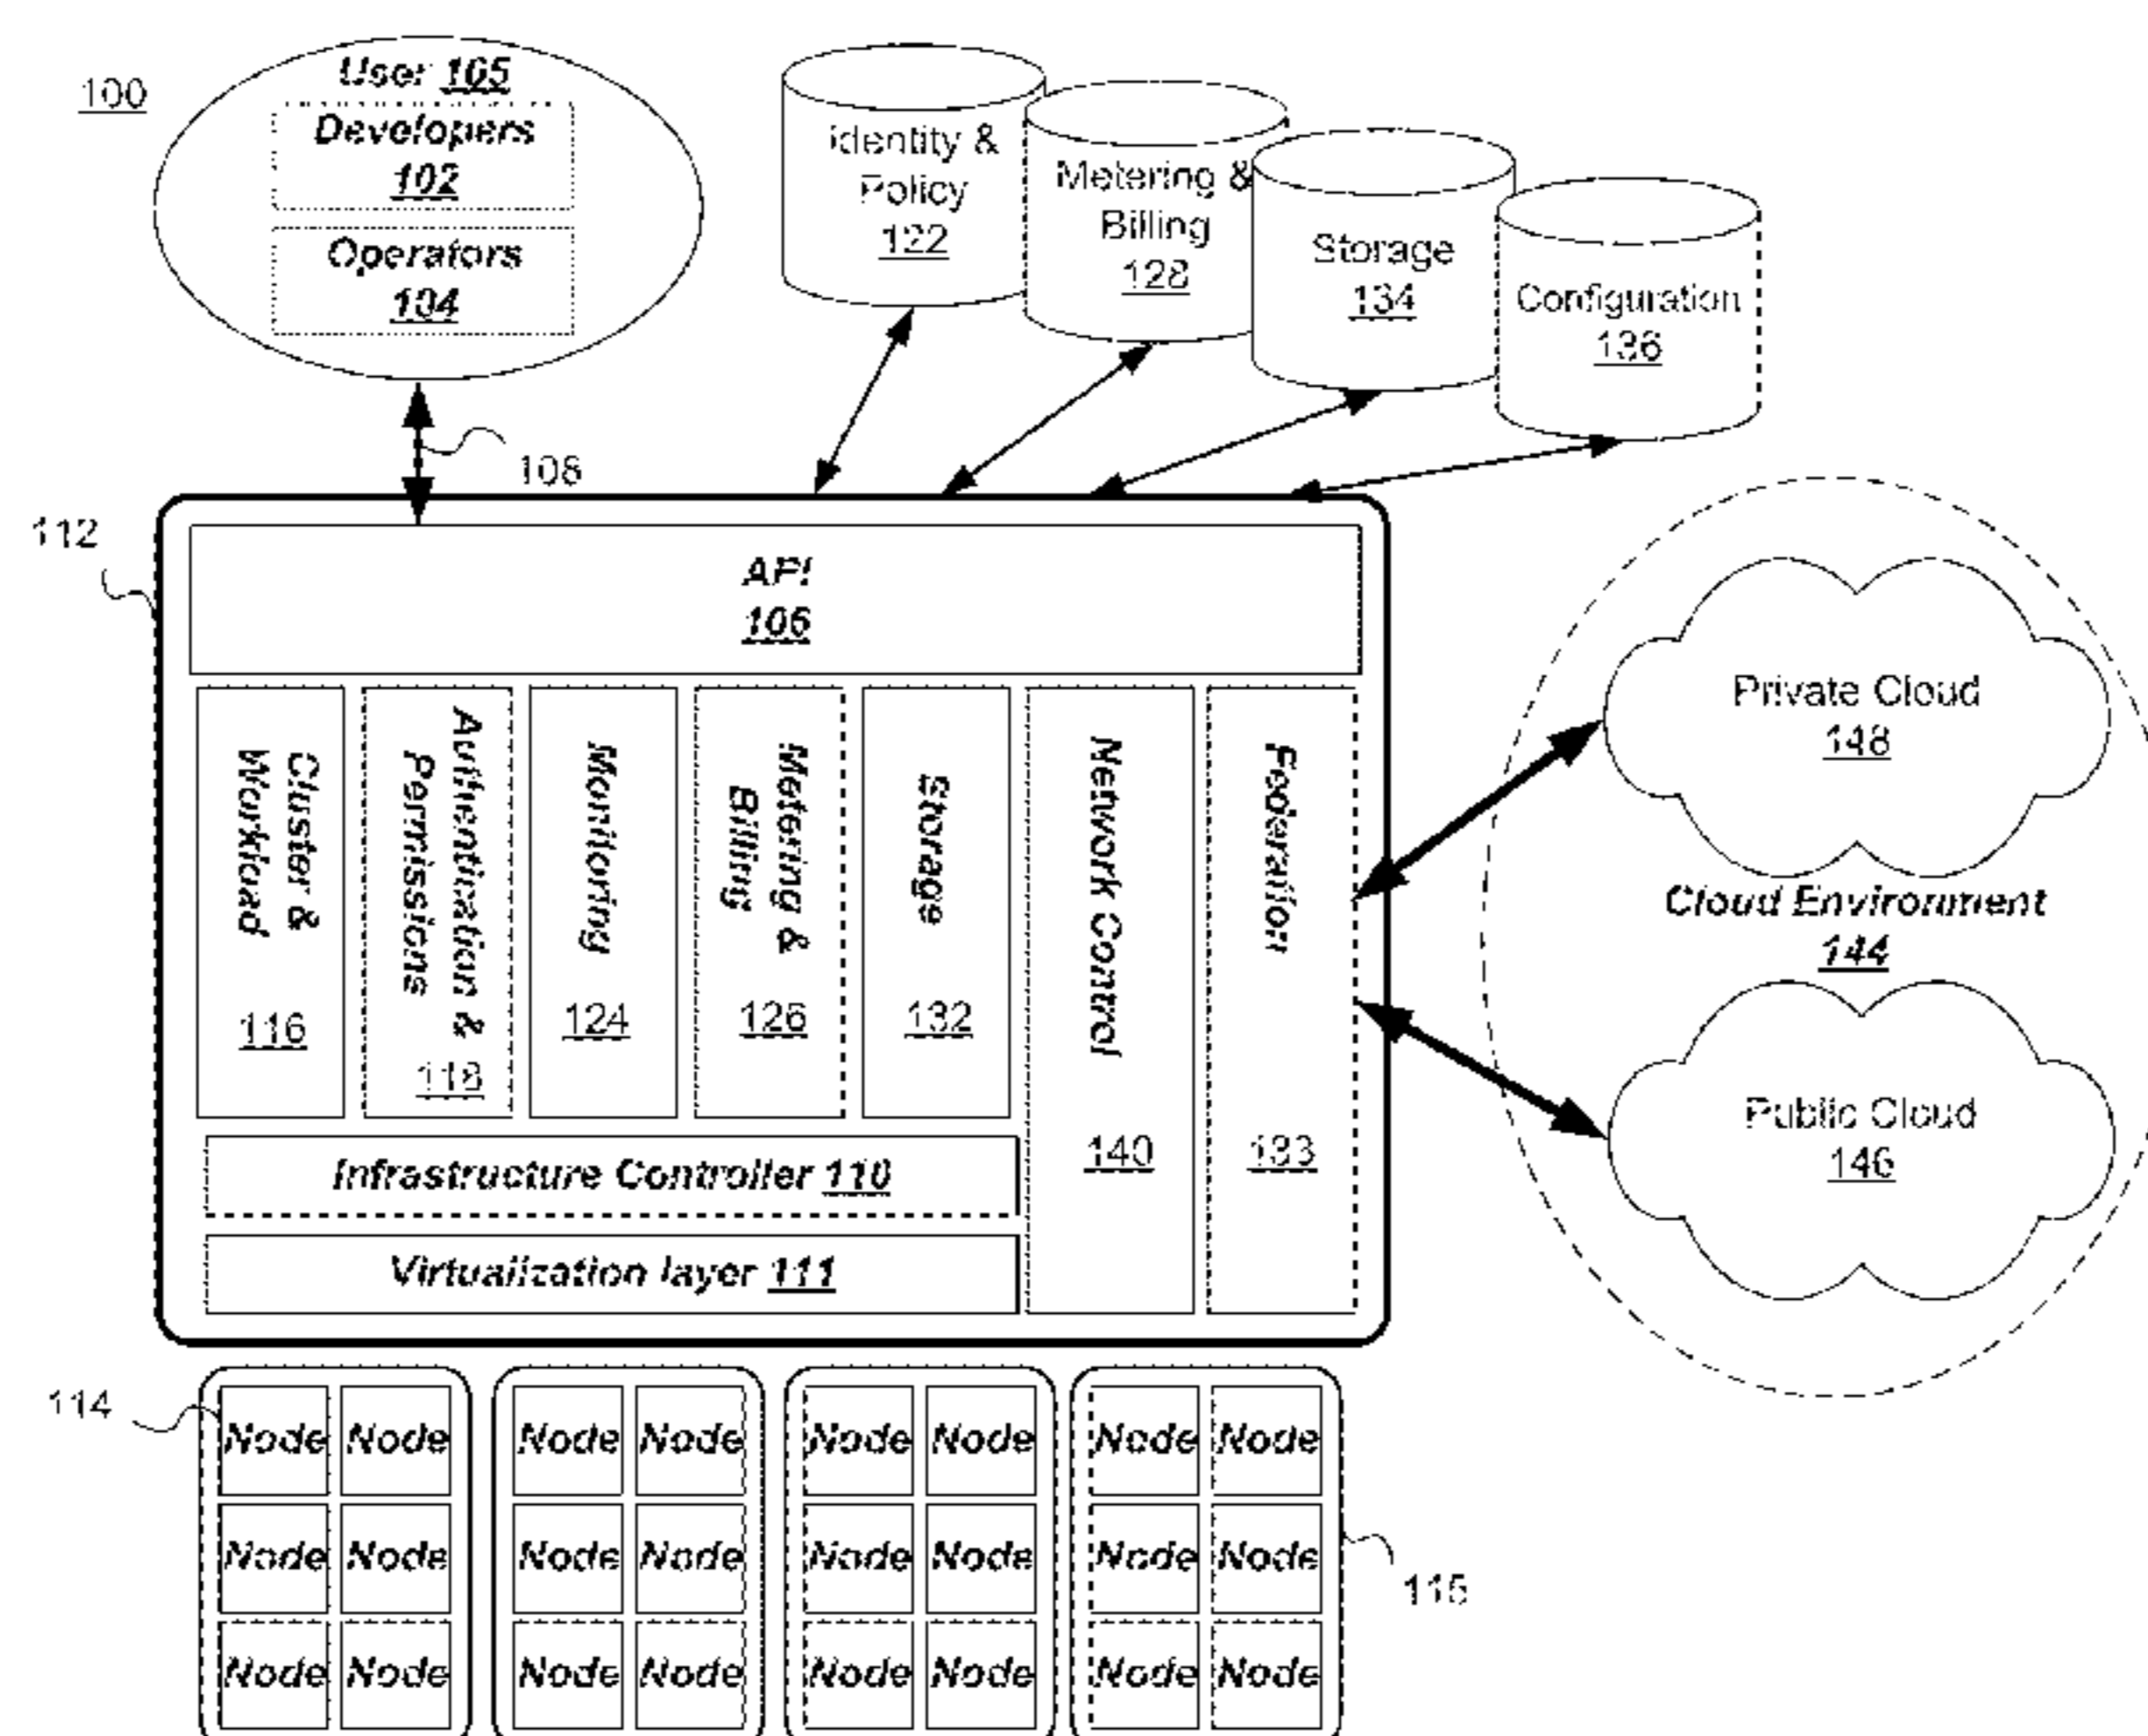 100
User 105
Developers
102
Operators
104
Identity &
Policy
122
Metering &
Billing
128
Storage
134
Configuration
136
108
112
API
106
Cluster &
Workload
116
Authentication &
Permissions
118
Monitoring
124
Metering &
Billing
126
Storage
132
Network Control
140
Federation
Infrastructure Controller 110
Virtualization layer 111
Private Cloud
148
Cloud Environment
144
Public Cloud
146
114
Node Node Node Node Node Node Node Node
Node Node Node Node Node Node Node Node
115
Node Node Node Node Node Node Node Node